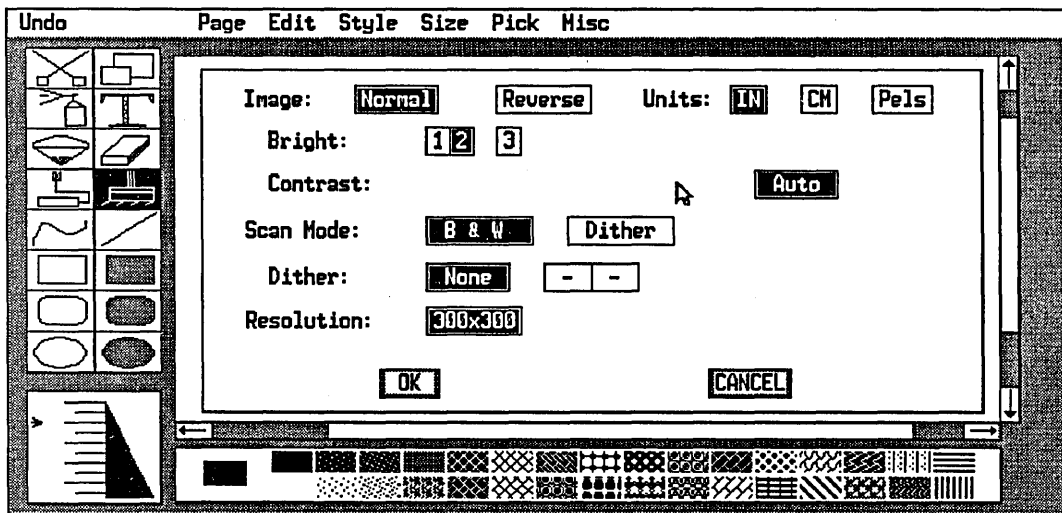 Undo Page Edit Style Size Pick Misc
Image: Normal Reverse Units: IN CM Pels
Bright: 1 2 3
Contrast: Auto
Scan Mode: B & W Dither
Dither: None - -
Resolution: 300x300
OK CANCEL